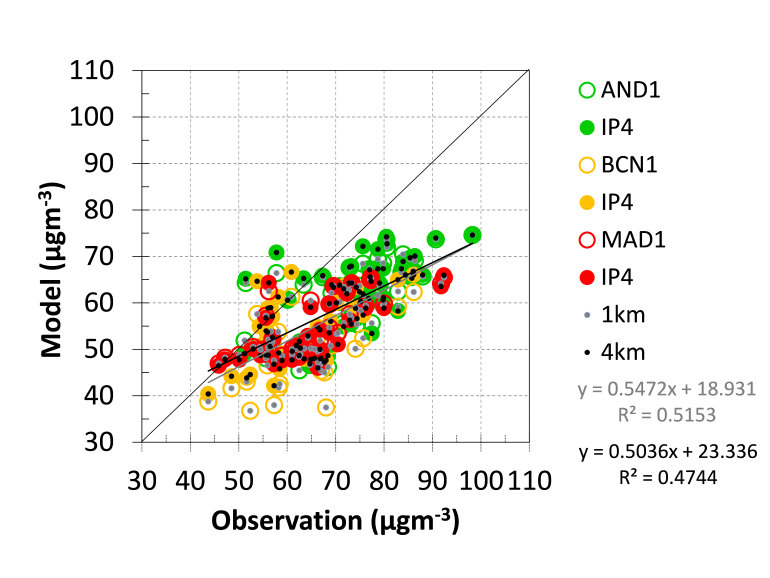 110
100
90
80
70
60
50
40
30
Model (µgm⁻³)
30 40 50 60 70 80 90 100 110
Observation (µgm⁻³)
AND1
IP4
BCN1
IP4
MAD1
IP4
1km
4km
y = 0.5472x + 18.931
R² = 0.5153
y = 0.5036x + 23.336
R² = 0.4744